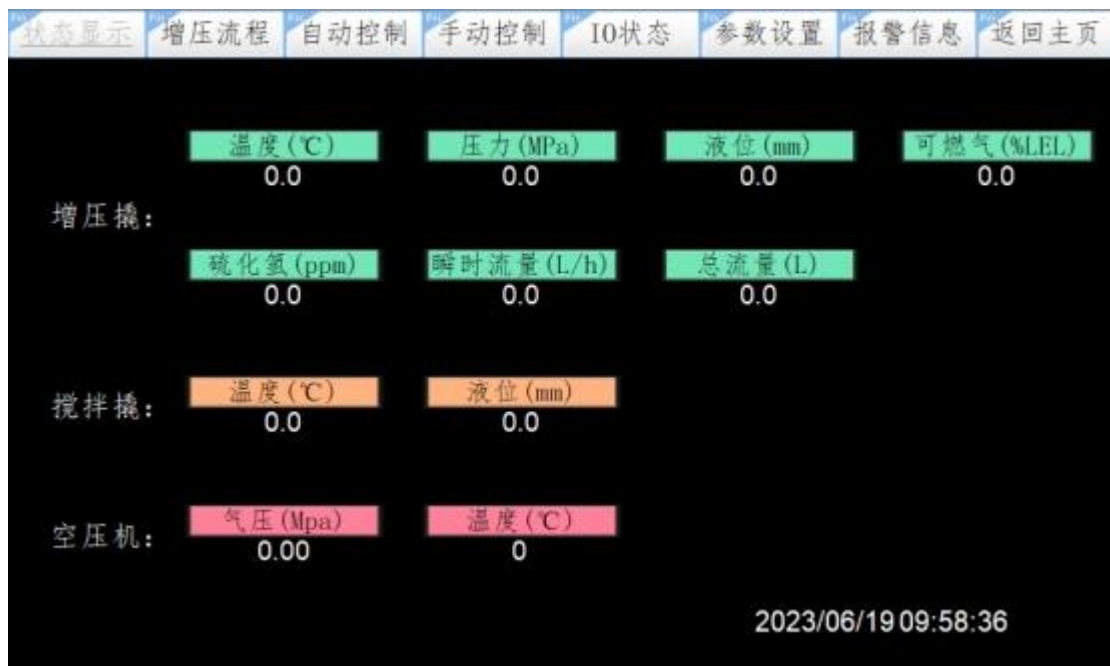 状态显示 增压流程 自动控制 手动控制 IO状态 参数设置 报警信息 返回主页
温度(℃) 压力(MPa) 液位(mm) 可燃气(%LEL)
0.0 0.0 0.0 0.0
增压撬:
硫化氢(ppm) 瞬时流量(L/h) 总流量(L)
0.0 0.0 0.0
搅拌撬: 温度(℃) 液位(mm)
0.0 0.0
空压机: 气压(Mpa) 温度(℃)
0.00 0
2023/06/19 09:58:36